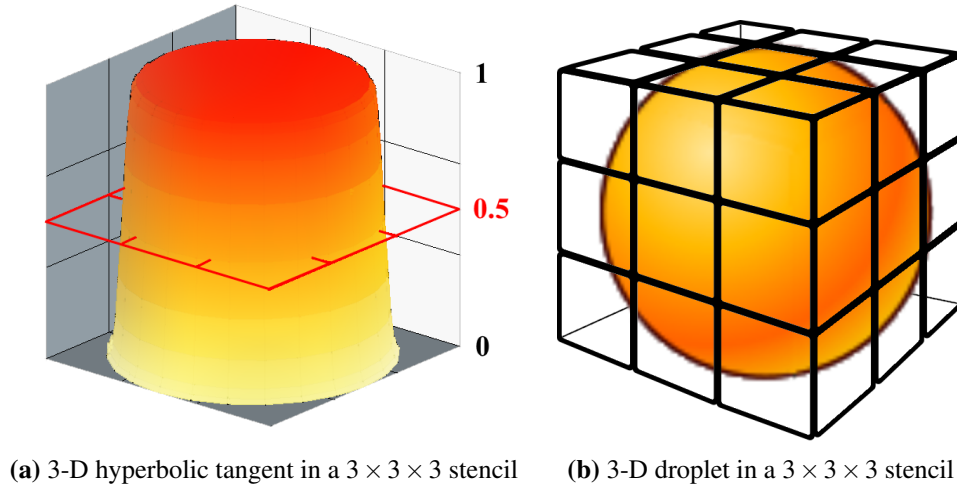 1
0.5
0
(a) 3-D hyperbolic tangent in a 3 × 3 × 3 stencil
(b) 3-D droplet in a 3 × 3 × 3 stencil